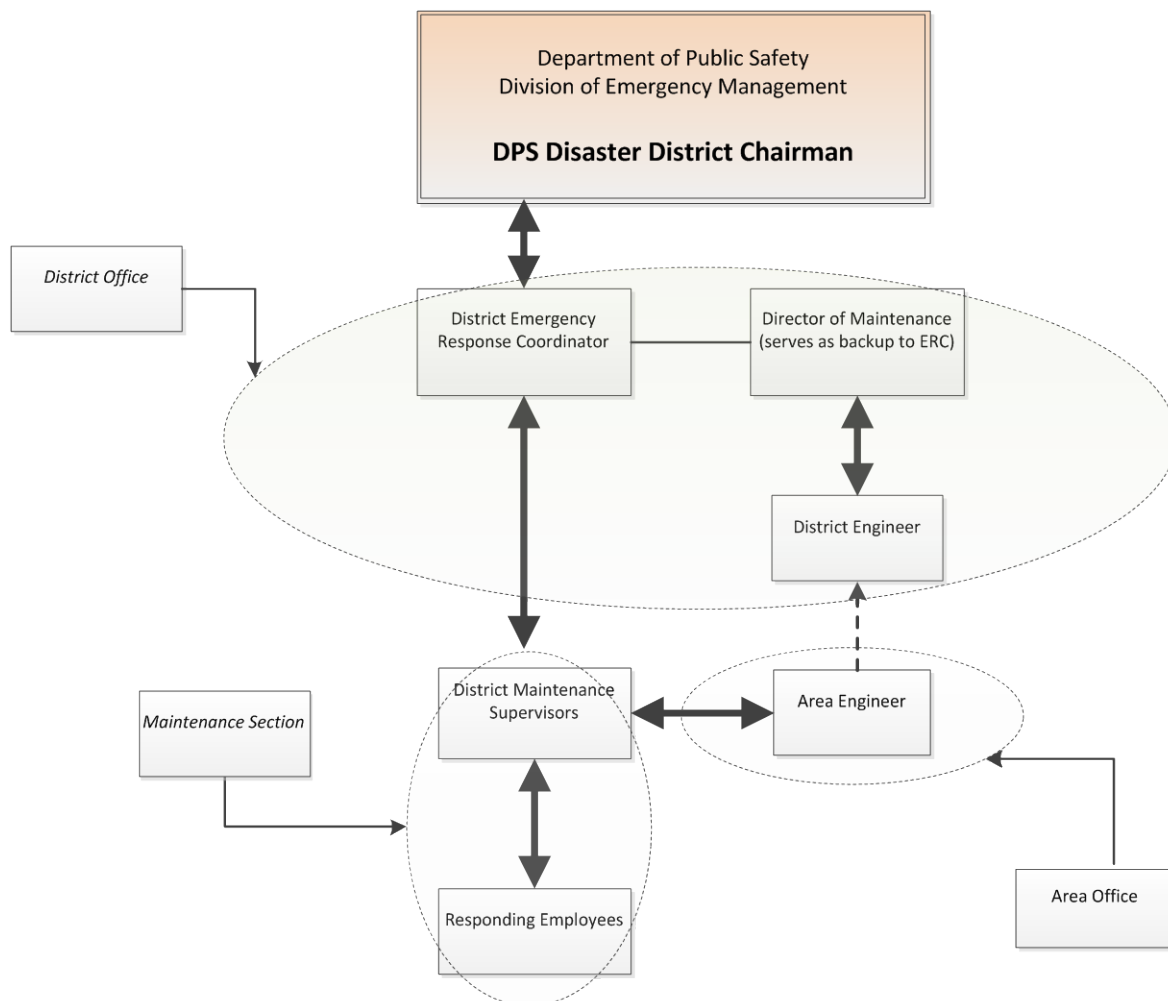 Department of Public Safety
Division of Emergency Management
DPS Disaster District Chairman
District Office
District Emergency
Response Coordinator
Director of Maintenance
(serves as backup to ERC)
District Engineer
District Maintenance
Supervisors
Area Engineer
Maintenance Section
Responding Employees
Area Office